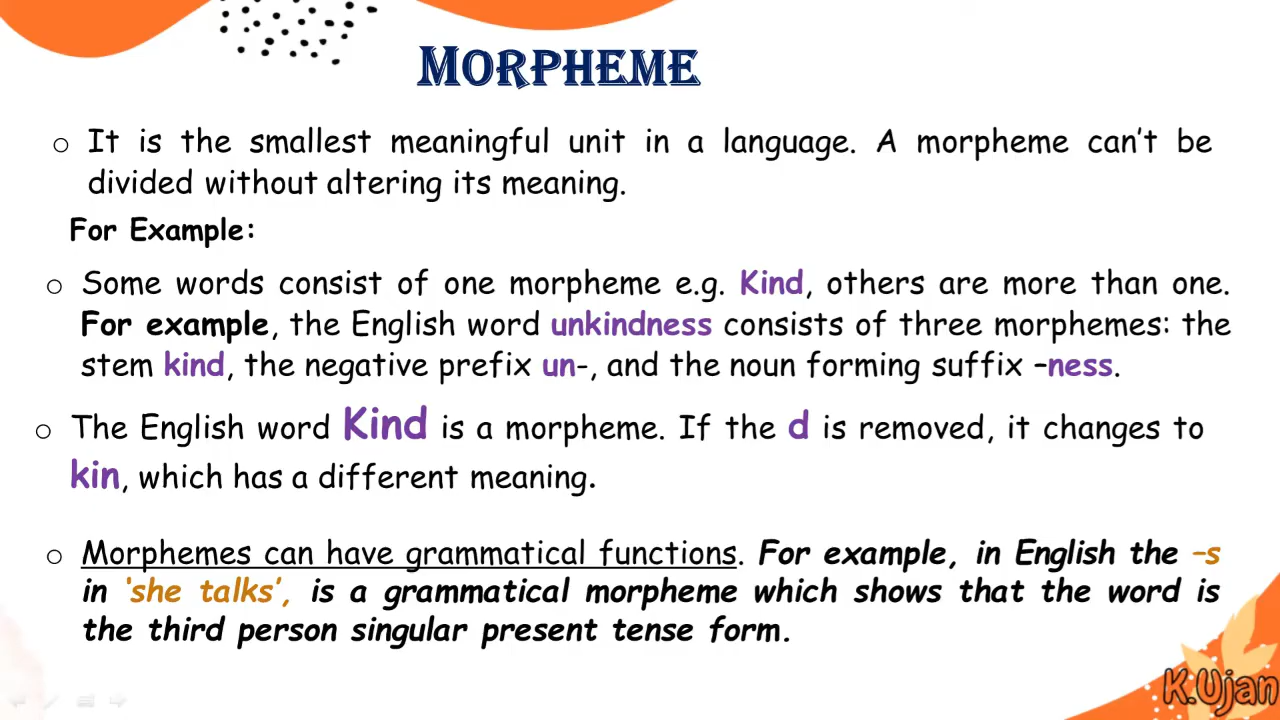 MORPHEME
o It is the smallest meaningful unit in a language. A morpheme can't be
divided without altering its meaning.
For Example:
o Some words consist of one morpheme e.g. Kind, others are more than one.
For example, the English word unkindness consists of three morphemes: the
stem kind, the negative prefix un-, and the noun forming suffix –ness.
o The English word Kind is a morpheme. If the d is removed, it changes to
kin, which has a different meaning.
o Morphemes can have grammatical functions. For example, in English the –s
in 'she talks', is a grammatical morpheme which shows that the word is
the third person singular present tense form.
K.Ujan